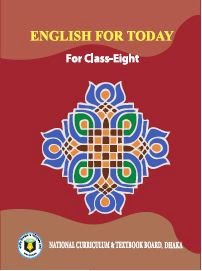 ENGLISH FOR TODAY
For Class-Eight
NATIONAL CURRICULUM & TEXTBOOK BOARD, DHAKA